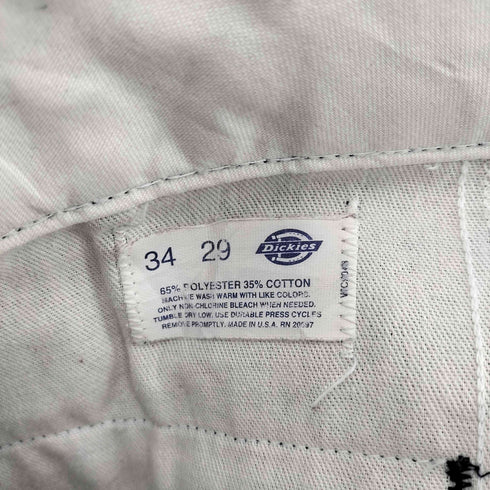 34 29 Dickies
65% POLYESTER 35% COTTON
MACHINE WASH WARM WITH LIKE COLORS.
ONLY NON-CHLORINE BLEACH WHEN NEEDED.
TUMBLE DRY LOW. USE DURABLE PRESS CYCLES
REMOVE PROMPTLY. MADE IN U.S.A. RN 20697